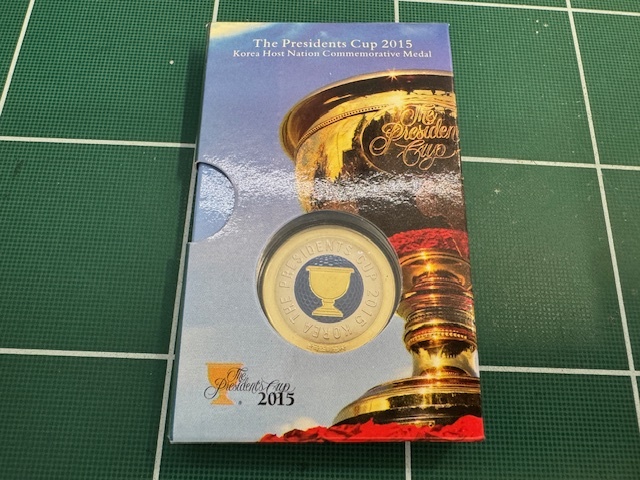 The Presidents Cup 2015
Korea Host Nation Commemorative Medal
The
Presiden
Cup
THE PRESIDENTS CUP 2015 KOREA
The
Presidents Cup
2015